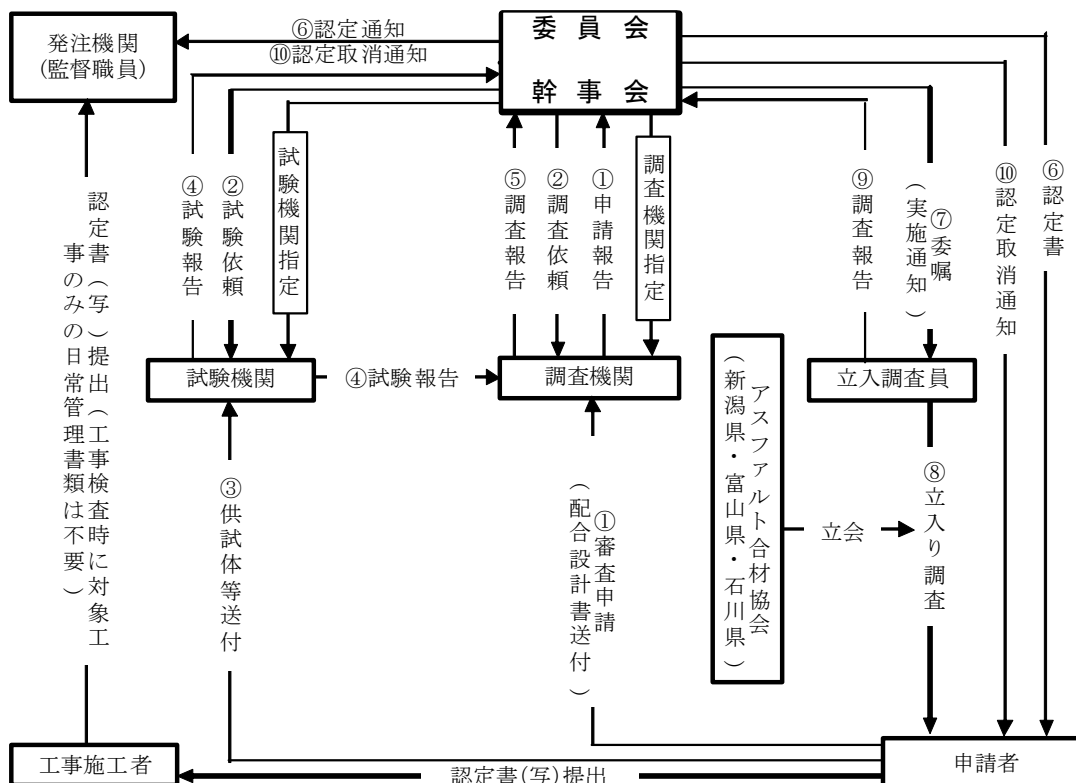 発注機関
(監督職員)
⑥認定通知
⑩認定取消通知
委員会
幹事会
④試験報告
②試験依頼
試験機関指定
⑤調査報告
②調査依頼
①申請報告
調査機関指定
⑨調査報告
⑦委嘱
(実施通知)
⑩認定取消通知
⑥認定書
認定書(写)提出(工事検査時に対象工
事のみの日常管理書類は不要)
試験機関
④試験報告
調査機関
立入調査員
③供試体等送付
①審査申請
(配合設計書送付)
アスファルト合材協会
(新潟県・富山県・石川県)
立会
⑧立入り調査
工事施工者
認定書(写)提出
申請者